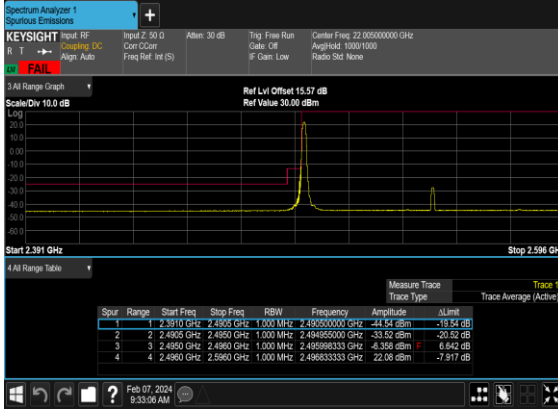 Spectrum Analyzer 1
Spurious Emissions
KEYSIGHT Input: RF Input Z: 50 Ω Atten: 30 dB Trig: Free Run Center Freq: 22.005000000 GHz
R T Coupling: DC Corr CCorr Gate: Off Avg|Hold: 1000/1000
Align: Auto Freq Ref: Int (S) IF Gain: Low Radio Std: None
FAIL
3 All Range Graph
Ref Lvl Offset 15.57 dB
Scale/Div 10.0 dB Ref Value 30.00 dBm
Log
20.0
10.0
0.00
-10.0
-20.0
-30.0
-40.0
-50.0
-60.0
Start 2.391 GHz Stop 2.596 GH
4 All Range Table
Measure Trace Trace 1
Trace Type Trace Average (Active)
Spur Range Start Freq Stop Freq RBW Frequency Amplitude ΔLimit
1 1 2.3910 GHz 2.4905 GHz 1.000 MHz 2.490500000 GHz -44.54 dBm -19.54 dB
2 2 2.4905 GHz 2.4950 GHz 1.000 MHz 2.494955000 GHz -33.52 dBm -20.52 dB
3 3 2.4950 GHz 2.4960 GHz 1.000 MHz 2.495998333 GHz -6.358 dBm F 6.642 dB
4 4 2.4960 GHz 2.5960 GHz 1.000 MHz 2.496833333 GHz 22.08 dBm -7.917 dB
Feb 07, 2024
9:33:06 AM